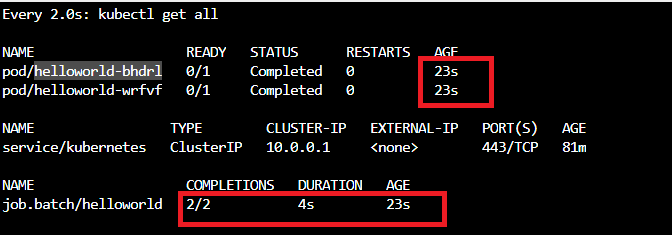 Every 2.0s: kubectl get all
NAME READY STATUS RESTARTS AGE
pod/helloworld-bhdrl 0/1 Completed 0 23s
pod/helloworld-wrfvf 0/1 Completed 0 23s
NAME TYPE CLUSTER-IP EXTERNAL-IP PORT(S) AGE
service/kubernetes ClusterIP 10.0.0.1 <none> 443/TCP 81m
NAME COMPLETIONS DURATION AGE
job.batch/helloworld 2/2 4s 23s